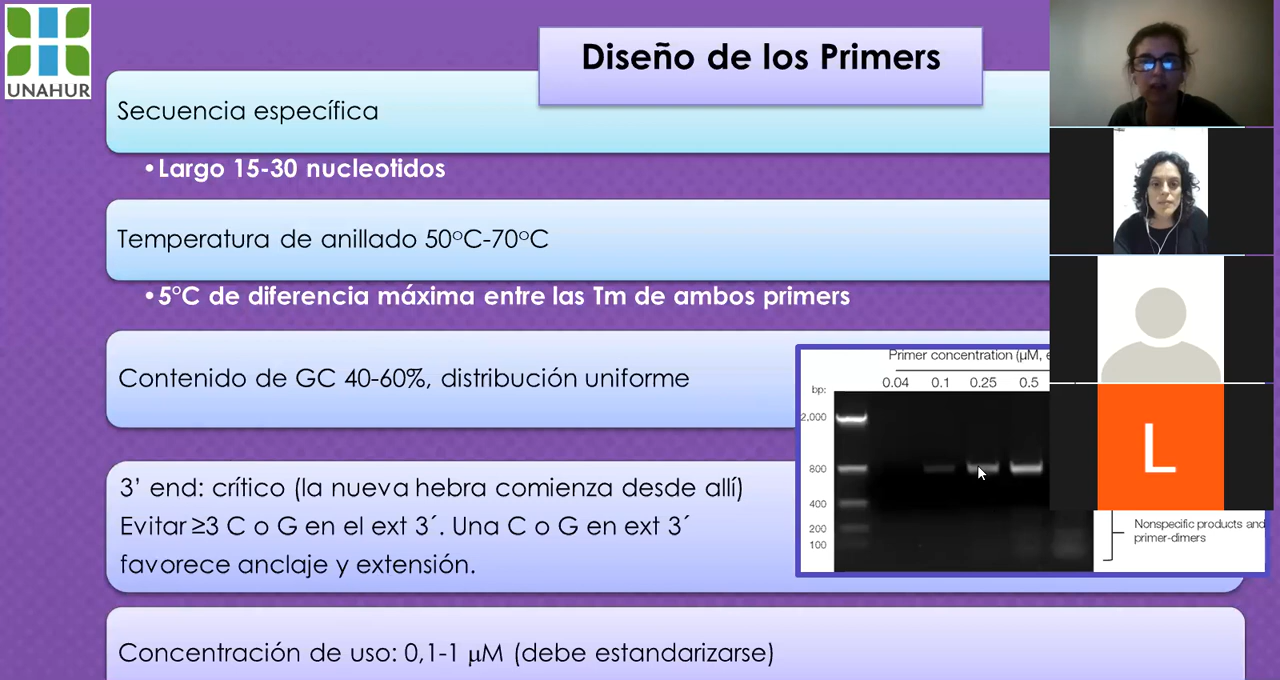 UNAHUR
Diseño de los Primers
Secuencia específica
•Largo 15-30 nucleotidos
Temperatura de anillado 50°C-70°C
•5°C de diferencia máxima entre las Tm de ambos primers
Contenido de GC 40-60%, distribución uniforme
3’ end: crítico (la nueva hebra comienza desde allí)
Evitar ≥3 C o G en el ext 3´. Una C o G en ext 3´
favorece anclaje y extensión.
Concentración de uso: 0,1-1 µM (debe estandarizarse)
Primer concentration (µM,
0.04 0.1 0.25 0.5
bp:
2,000
800
400
200
100
Nonspecific products and
primer-dimers
L